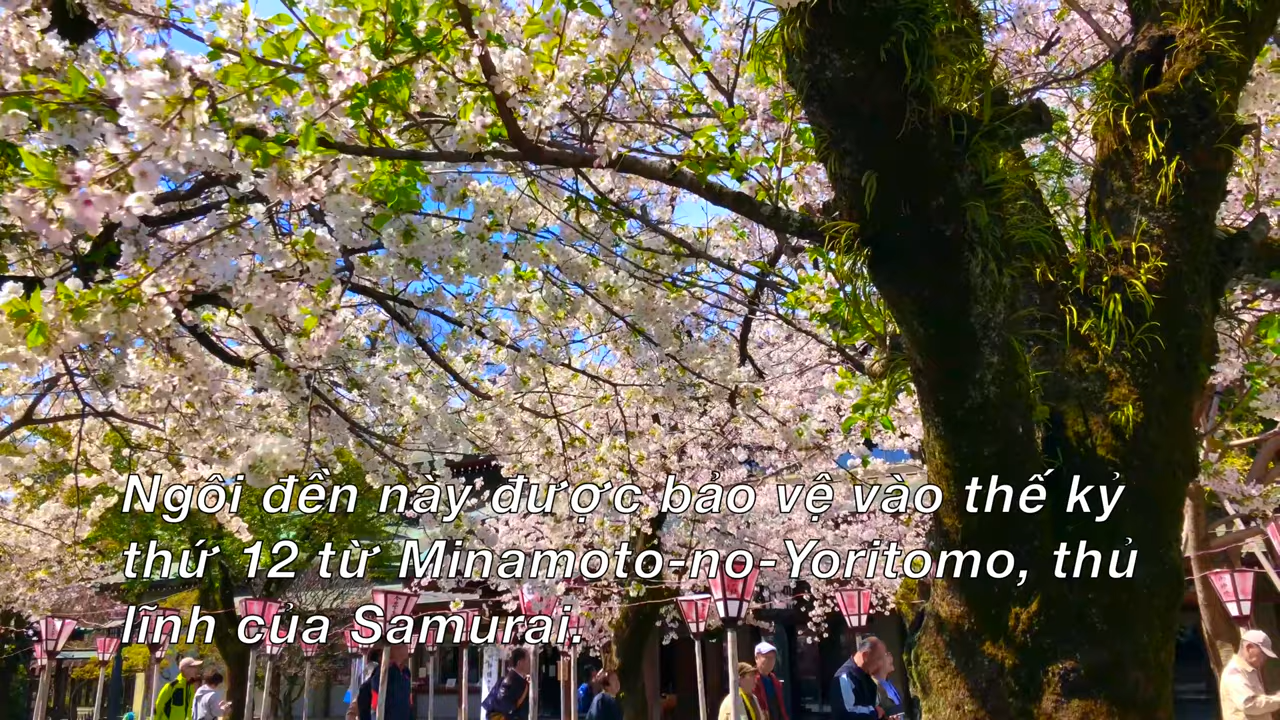 Ngôi đền này được bảo vệ vào thế kỷ
thứ 12 từ Minamoto-no-Yoritomo, thủ
lĩnh của Samurai.